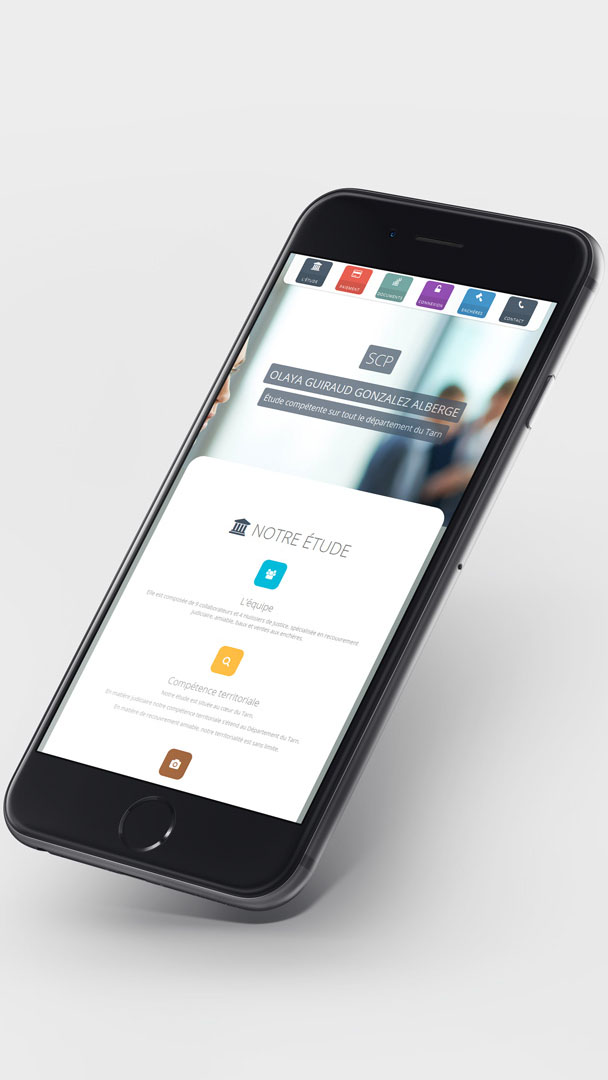 L'ÉTUDE
PAIEMENT
DOCUMENTS
CONNEXION
ENCHÈRES
CONTACT
SCP
OLAYA GUIRAUD GONZALEZ ALBERGE
Étude compétente sur tout le département du Tarn
NOTRE ÉTUDE
L'équipe
Elle est composée de 6 collaborateurs et 4 Huissiers de justice, spécialisée en recouvrement
judiciaire, amiable, baux et ventes aux enchères.
Compétence territoriale
Notre étude est située au cœur du Tarn.
En matière judiciaire notre compétence territoriale s'étend au Département du Tarn.
En matière de recouvrement amiable, notre territorialité est sans limite.